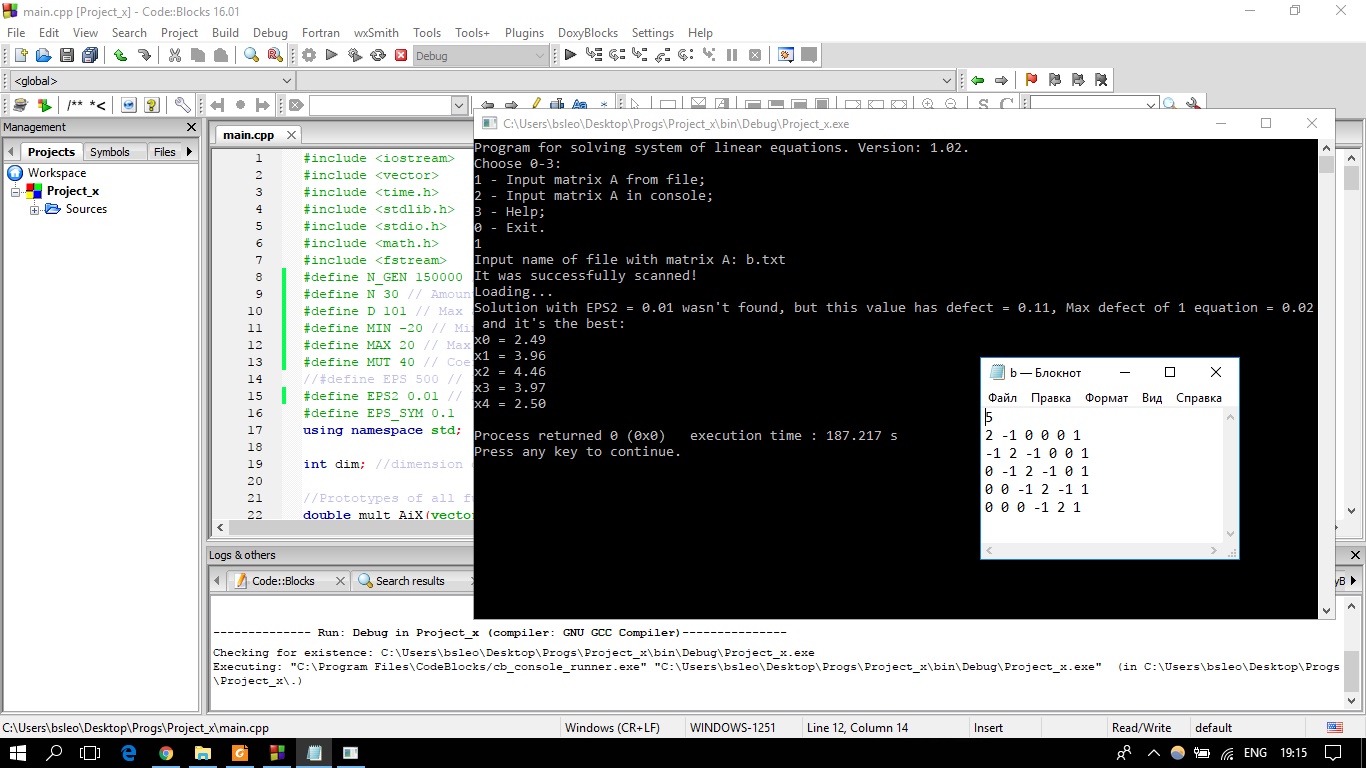 main.cpp [Project_x] - Code::Blocks 16.01
File Edit View Search Project Build Debug Fortran wxSmith Tools Tools+ Plugins DoxyBlocks Settings Help
Debug
<global>
/** *<
S C
Management
Projects Symbols Files
Workspace
Project_x
Sources
main.cpp
1 #include <iostream>
2 #include <vector>
3 #include <time.h>
4 #include <stdlib.h>
5 #include <stdio.h>
6 #include <math.h>
7 #include <fstream>
8 #define N_GEN 150000
9 #define N 30 // Amoun
10 #define D 101 // Max
11 #define MIN -20 // Mi
12 #define MAX 20 // Max
13 #define MUT 40 // Coe
14 //#define EPS 500 //
15 #define EPS2 0.01 //
16 #define EPS_SYM 0.1
17 using namespace std;
18
19 int dim; //dimension
20
21 //Prototypes of all f
22 double mult_AiX(vector
C:\Users\bsleo\Desktop\Progs\Project_x\bin\Debug\Project_x.exe
Program for solving system of linear equations. Version: 1.02.
Choose 0-3:
1 - Input matrix A from file;
2 - Input matrix A in console;
3 - Help;
0 - Exit.
1
Input name of file with matrix A: b.txt
It was successfully scanned!
Loading...
Solution with EPS2 = 0.01 wasn't found, but this value has defect = 0.11, Max defect of 1 equation = 0.02
and it's the best:
x0 = 2.49
x1 = 3.96
x2 = 4.46
x3 = 3.97
x4 = 2.50
Process returned 0 (0x0) execution time : 187.217 s
Press any key to continue.
b — Блокнот
Файл Правка Формат Вид Справка
5
2 -1 0 0 0 1
-1 2 -1 0 0 1
0 -1 2 -1 0 1
0 0 -1 2 -1 1
0 0 0 -1 2 1
Logs & others
Code::Blocks Search results
-------------- Run: Debug in Project_x (compiler: GNU GCC Compiler)---------------
Checking for existence: C:\Users\bsleo\Desktop\Progs\Project_x\bin\Debug\Project_x.exe
Executing: "C:\Program Files\CodeBlocks/cb_console_runner.exe" "C:\Users\bsleo\Desktop\Progs\Project_x\bin\Debug\Project_x.exe" (in C:\Users\bsleo\Desktop\Progs
\Project_x\.)
C:\Users\bsleo\Desktop\Progs\Project_x\main.cpp Windows (CR+LF) WINDOWS-1251 Line 12, Column 14 Insert Read/Write default
ENG 19:15